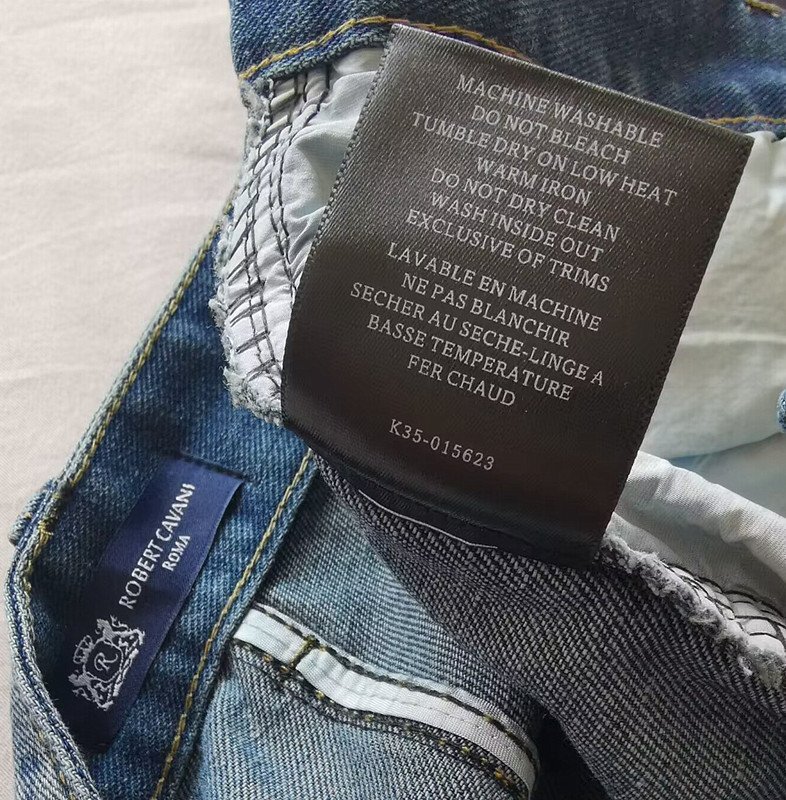 MACHINE WASHABLE
DO NOT BLEACH
TUMBLE DRY ON LOW HEAT
WARM IRON
DO NOT DRY CLEAN
WASH INSIDE OUT
EXCLUSIVE OF TRIMS
LAVABLE EN MACHINE
NE PAS BLANCHIR
SECHER AU SECHE-LINGE A
BASSE TEMPERATURE
FER CHAUD
K35-015623
ROBERT CAVANI
ROMA
R